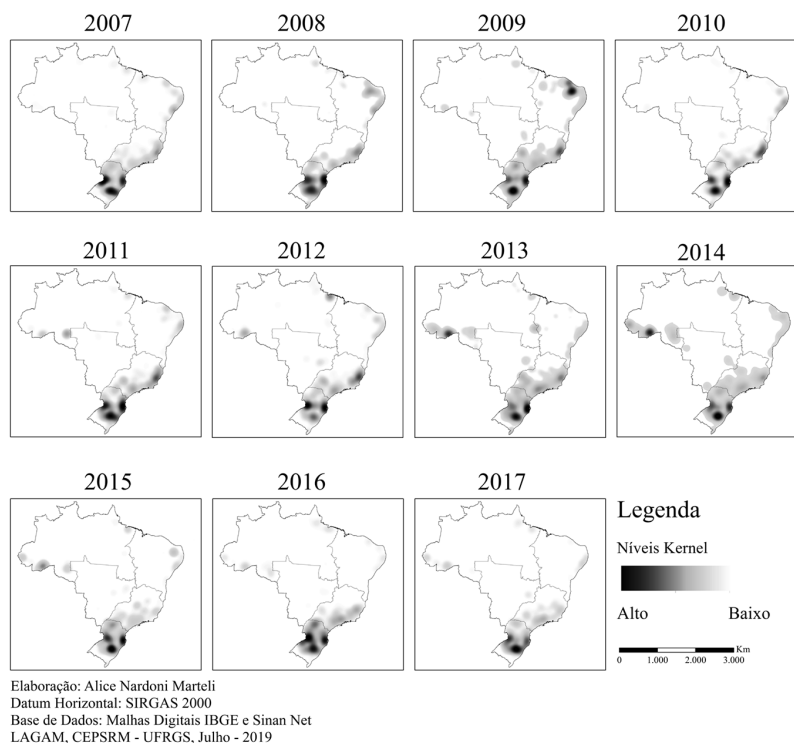 2007
2008
2009
2010
2011
2012
2013
2014
2015
2016
2017
Legenda
Níveis Kernel
Alto
Baixo
Km
0
1.000
2.000
3.000
Elaboração: Alice Nardoni Marteli
Datum Horizontal: SIRGAS 2000
Base de Dados: Malhas Digitais IBGE e Sinan Net
LAGAM, CEPSRM - UFRGS, Julho - 2019